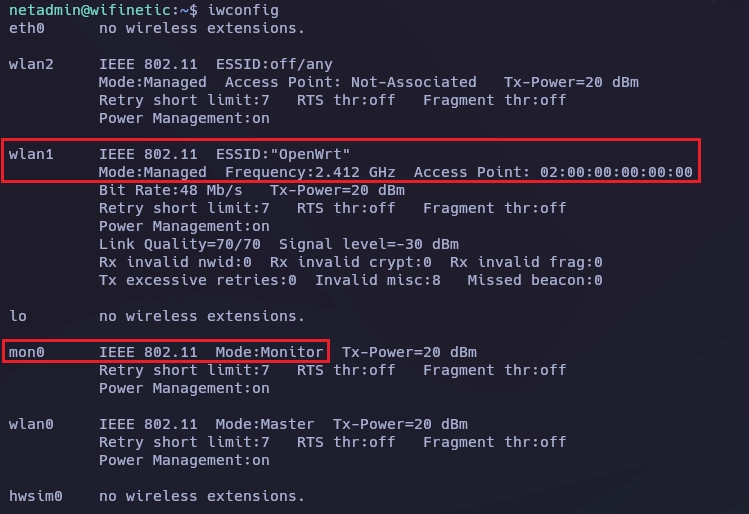 netadmin@wifinetic:~$ iwconfig
eth0      no wireless extensions.
wlan2     IEEE 802.11  ESSID:off/any
          Mode:Managed  Access Point: Not-Associated   Tx-Power=20 dBm
          Retry short limit:7   RTS thr:off   Fragment thr:off
          Power Management:on
wlan1     IEEE 802.11  ESSID:"OpenWrt"
          Mode:Managed  Frequency:2.412 GHz  Access Point: 02:00:00:00:00:00
          Bit Rate:48 Mb/s   Tx-Power=20 dBm
          Retry short limit:7   RTS thr:off   Fragment thr:off
          Power Management:on
          Link Quality=70/70  Signal level=-30 dBm
          Rx invalid nwid:0  Rx invalid crypt:0  Rx invalid frag:0
          Tx excessive retries:0  Invalid misc:8   Missed beacon:0
lo        no wireless extensions.
mon0      IEEE 802.11  Mode:Monitor  Tx-Power=20 dBm
          Retry short limit:7   RTS thr:off   Fragment thr:off
          Power Management:on
wlan0     IEEE 802.11  Mode:Master  Tx-Power=20 dBm
          Retry short limit:7   RTS thr:off   Fragment thr:off
          Power Management:on
hwsim0    no wireless extensions.